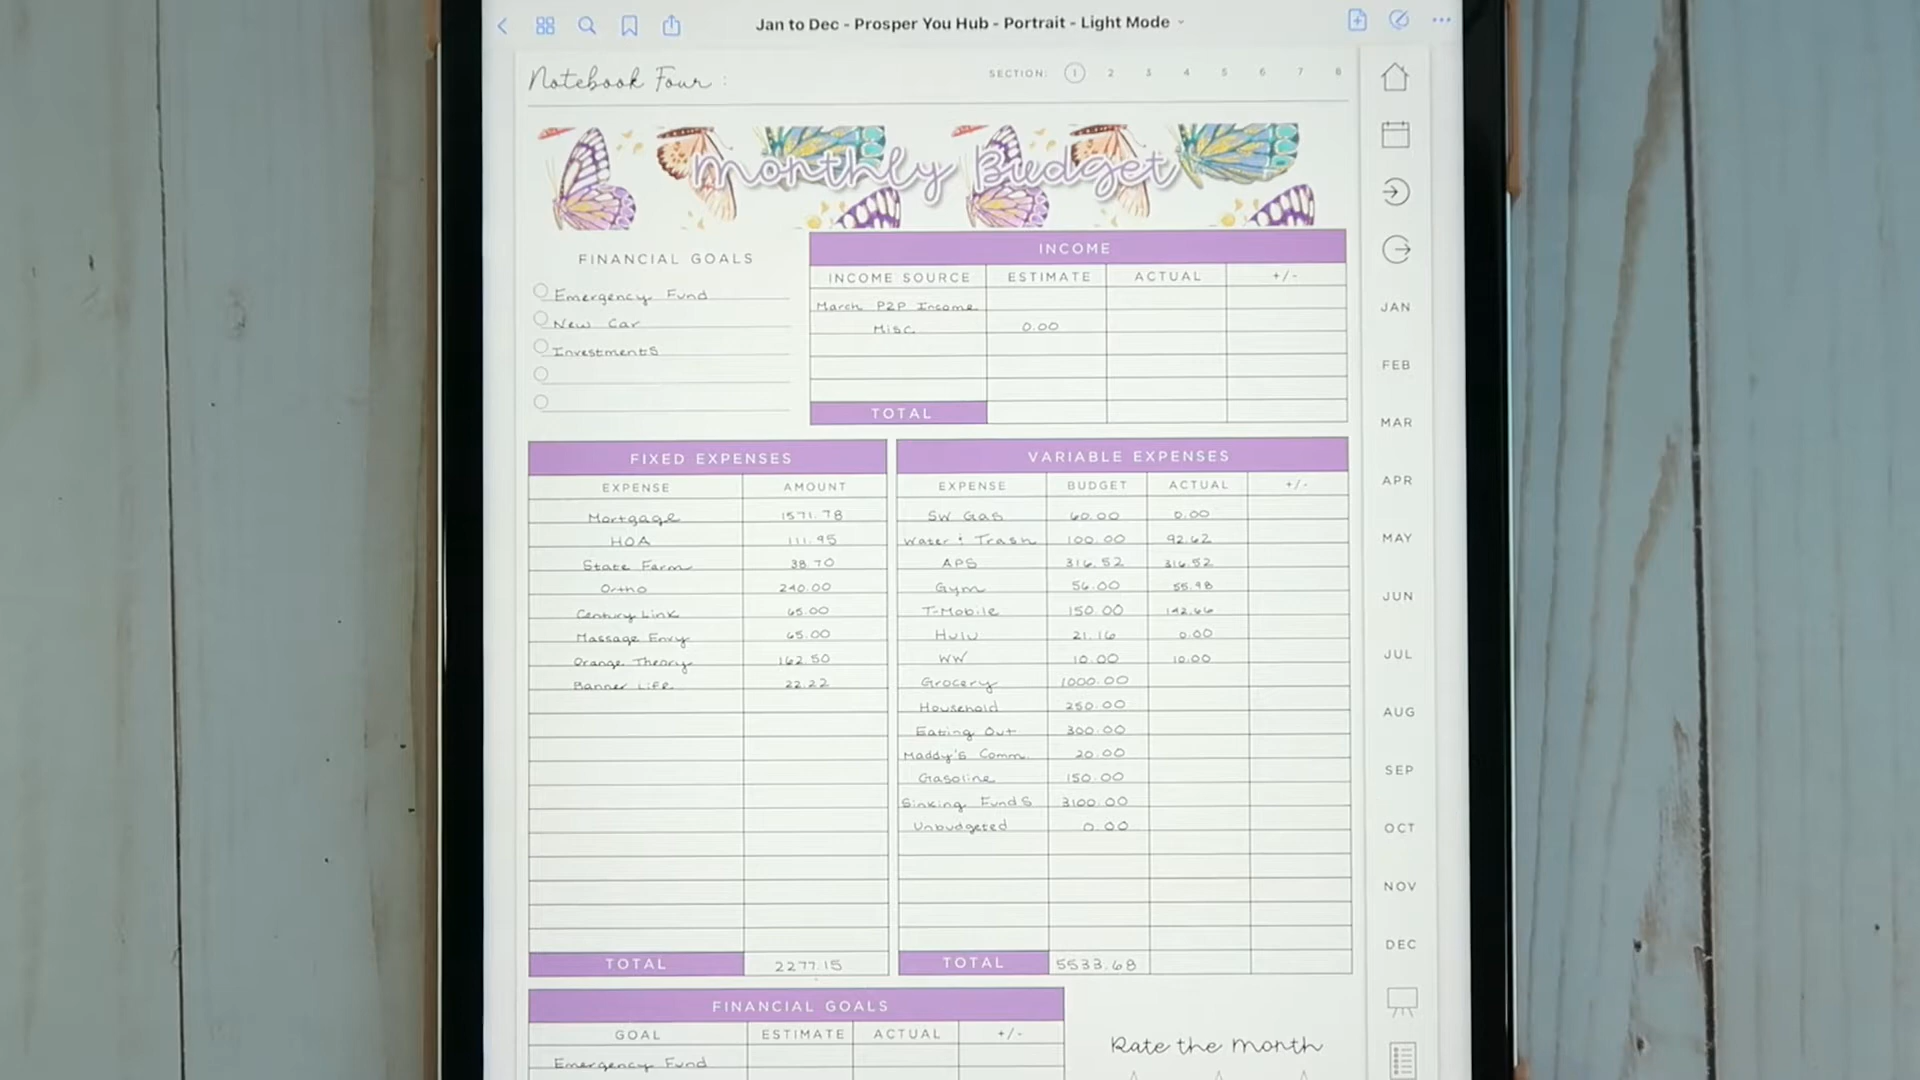 Jan to Dec - Prosper You Hub - Portrait - Light Mode
Notebook Four :
SECTION: 1 2 3 4 5 6 7 8
Monthly Budget
FINANCIAL GOALS
Emergency Fund
New Car
Investments
INCOME
INCOME SOURCE ESTIMATE ACTUAL +/-
March P2P Income
Misc. 0.00
TOTAL
FIXED EXPENSES
EXPENSE AMOUNT
Mortgage 1571.78
HOA 111.95
State Farm 38.70
Ortho 240.00
Century Link 65.00
Massage Envy 65.00
Orange Theory 162.50
Banner Life 22.22
TOTAL 2277.15
VARIABLE EXPENSES
EXPENSE BUDGET ACTUAL +/-
SW Gas 60.00 0.00
Water & Trash 100.00 92.62
APS 316.52 316.52
Gym 56.00 55.98
T-Mobile 150.00 142.66
Hulu 21.16 0.00
WW 10.00 10.00
Grocery 1000.00
Household 250.00
Eating Out 300.00
Maddy's Comm. 20.00
Gasoline 150.00
Sinking Funds 3100.00
Unbudgeted 0.00
TOTAL 5533.68
FINANCIAL GOALS
GOAL ESTIMATE ACTUAL +/-
Emergency Fund
Rate the Month
JAN
FEB
MAR
APR
MAY
JUN
JUL
AUG
SEP
OCT
NOV
DEC